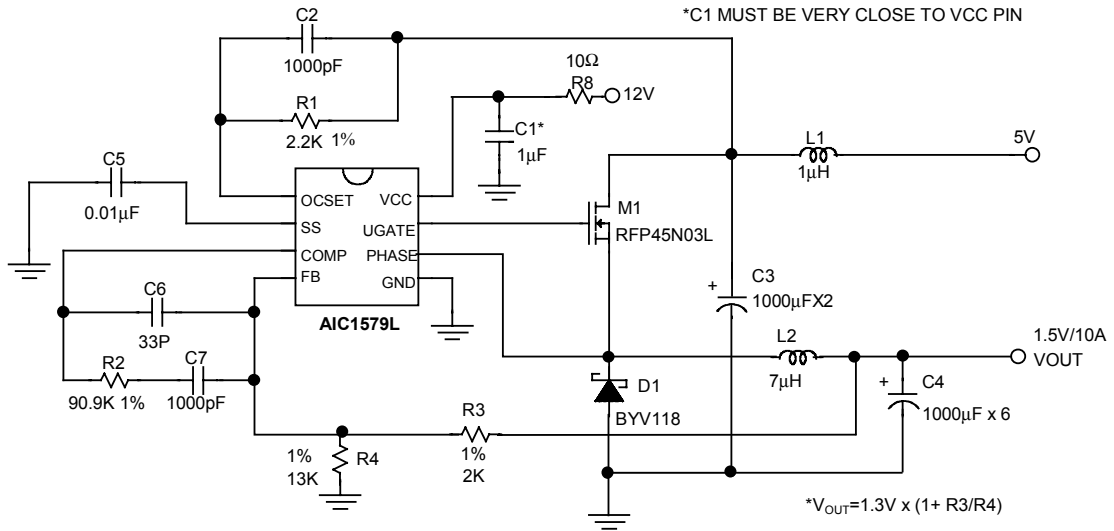 *C1 MUST BE VERY CLOSE TO VCC PIN
C2
1000pF
10Ω
R8
12V
R1
2.2K 1%
C1*
1µF
L1
1µH
5V
C5
0.01µF
OCSET
VCC
SS
UGATE
COMP
PHASE
FB
GND
AIC1579L
M1
RFP45N03L
C6
33P
C3
+
1000µFX2
R2
90.9K 1%
C7
1000pF
L2
7µH
1.5V/10A
VOUT
D1
BYV118
+
C4
1000µF x 6
R3
1%
2K
1%
13K
R4
*VOUT=1.3V x (1+ R3/R4)